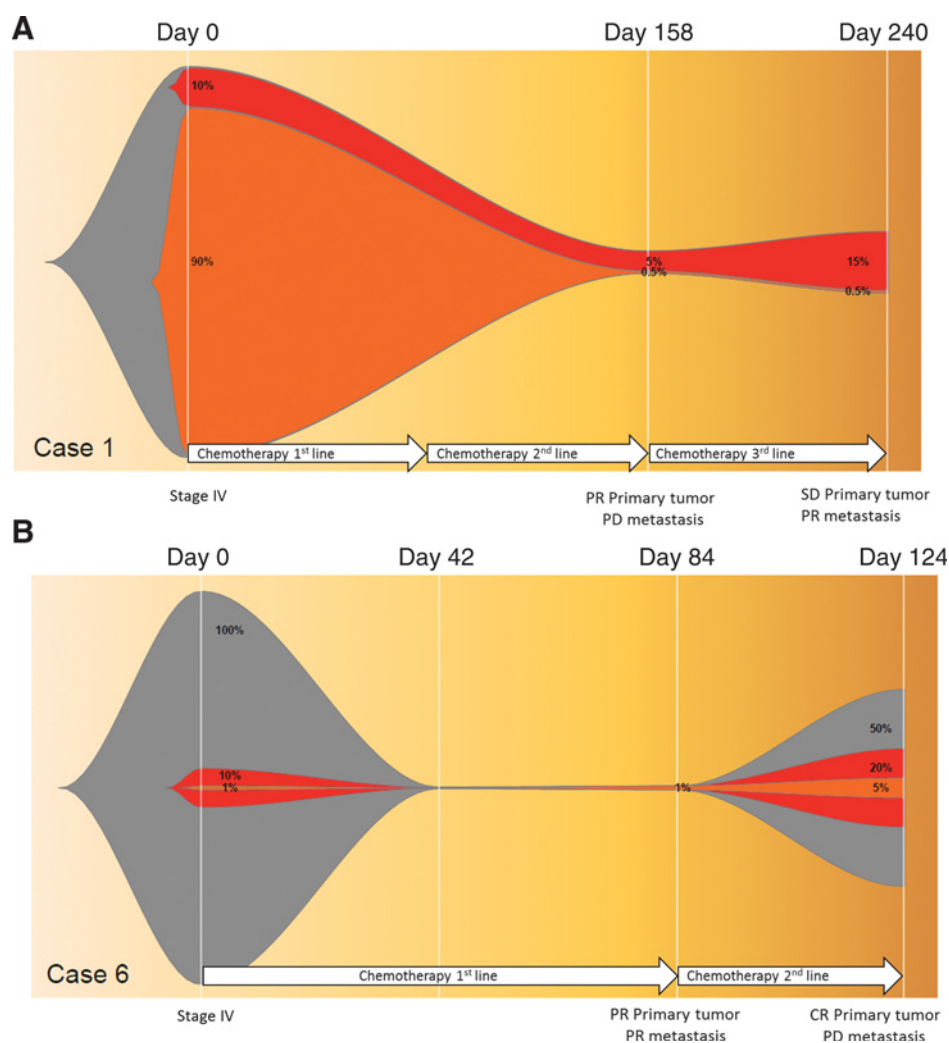 A
Day 0 Day 158 Day 240
10%
90% 5% 15%
0.5% 0.5%
Case 1
Chemotherapy 1st line Chemotherapy 2nd line Chemotherapy 3rd line
Stage IV PR Primary tumor SD Primary tumor
PD metastasis PR metastasis
B
Day 0 Day 42 Day 84 Day 124
100%
50%
10% 20%
1% 1% 5%
Case 6
Chemotherapy 1st line Chemotherapy 2nd line
Stage IV PR Primary tumor CR Primary tumor
PR metastasis PD metastasis